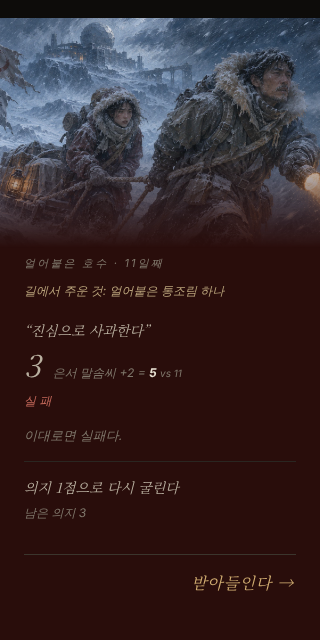 얼어붙은 호수 · 11일째
길에서 주운 것: 얼어붙은 통조림 하나
“진심으로 사과한다”
3 은서 말솜씨 +2 = 5 vs 11
실패
이대로면 실패다.
의지 1점으로 다시 굴린다
남은 의지 3
받아들인다 →